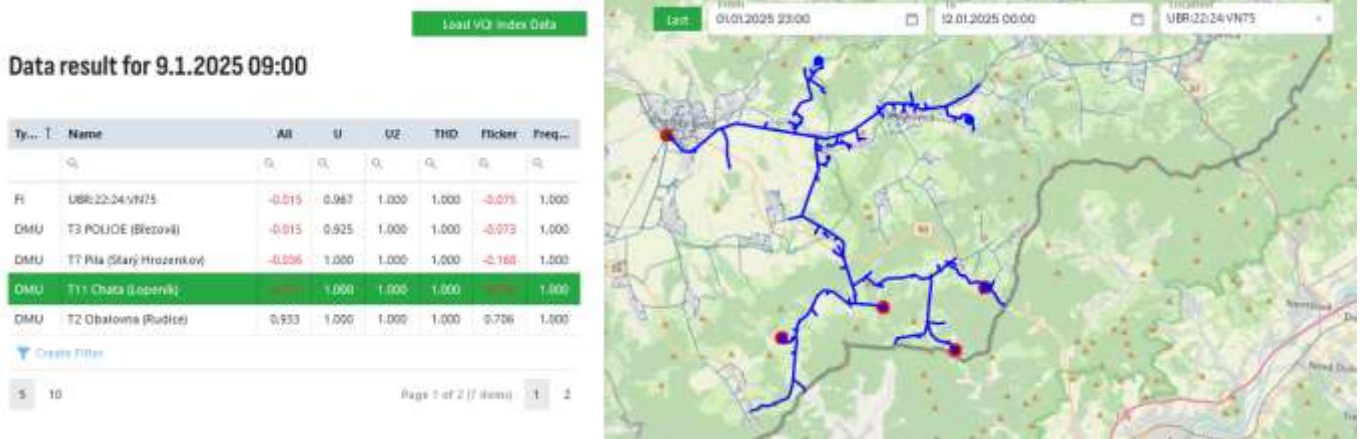 Load VQI Index Data
Data result for 9.1.2025 09:00
Ty... ↑ Name All U U2 THD Flicker Freq...
FI UBR:22:24:VN75 -0.015 0.967 1.000 1.000 -0.075 1.000
DMU T3 POLICIE (Březová) -0.015 0.925 1.000 1.000 -0.073 1.000
DMU T7 Pila (Starý Hrozenkov) -0.036 1.000 1.000 1.000 -0.168 1.000
DMU T11 Chata (Lopeník) 1.000 1.000 1.000 1.000
DMU T2 Obalovna (Rudice) 0.933 1.000 1.000 1.000 0.706 1.000
Create Filter
5 10 Page 1 of 2 (7 items) 1 2
Last
From
01.01.2025 23:00
To
12.01.2025 00:00
Location
UBR:22:24:VN75